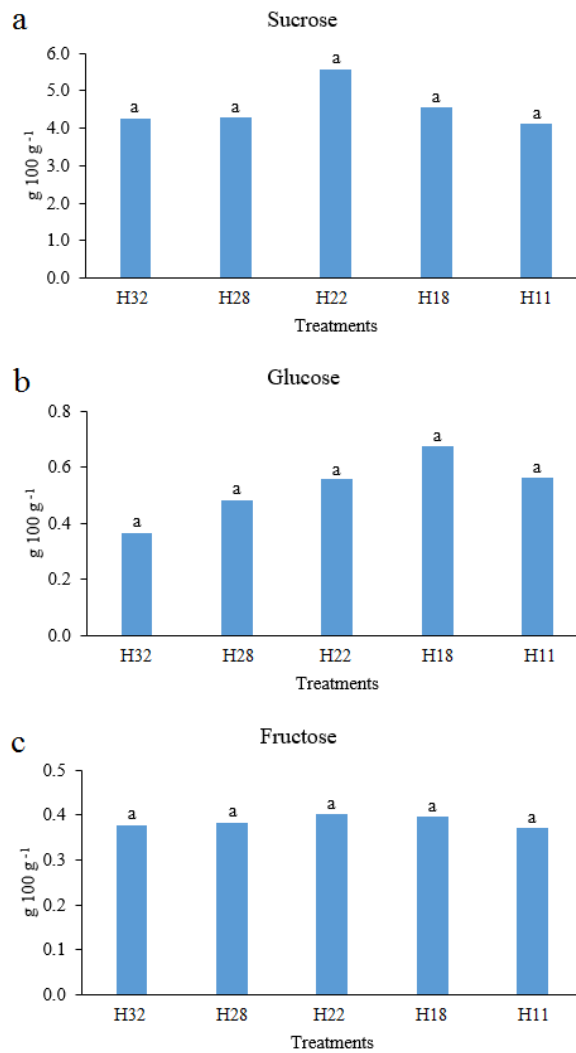 a
Sucrose
6.0
5.0
4.0
3.0
2.0
1.0
0.0
g 100 g⁻¹
a a a a a
H32 H28 H22 H18 H11
Treatments
b
Glucose
0.8
0.6
0.4
0.2
0.0
g 100 g⁻¹
a a a a a
H32 H28 H22 H18 H11
Treatments
c
Fructose
0.5
0.4
0.3
0.2
0.1
0.0
g 100 g⁻¹
a a a a a
H32 H28 H22 H18 H11
Treatments